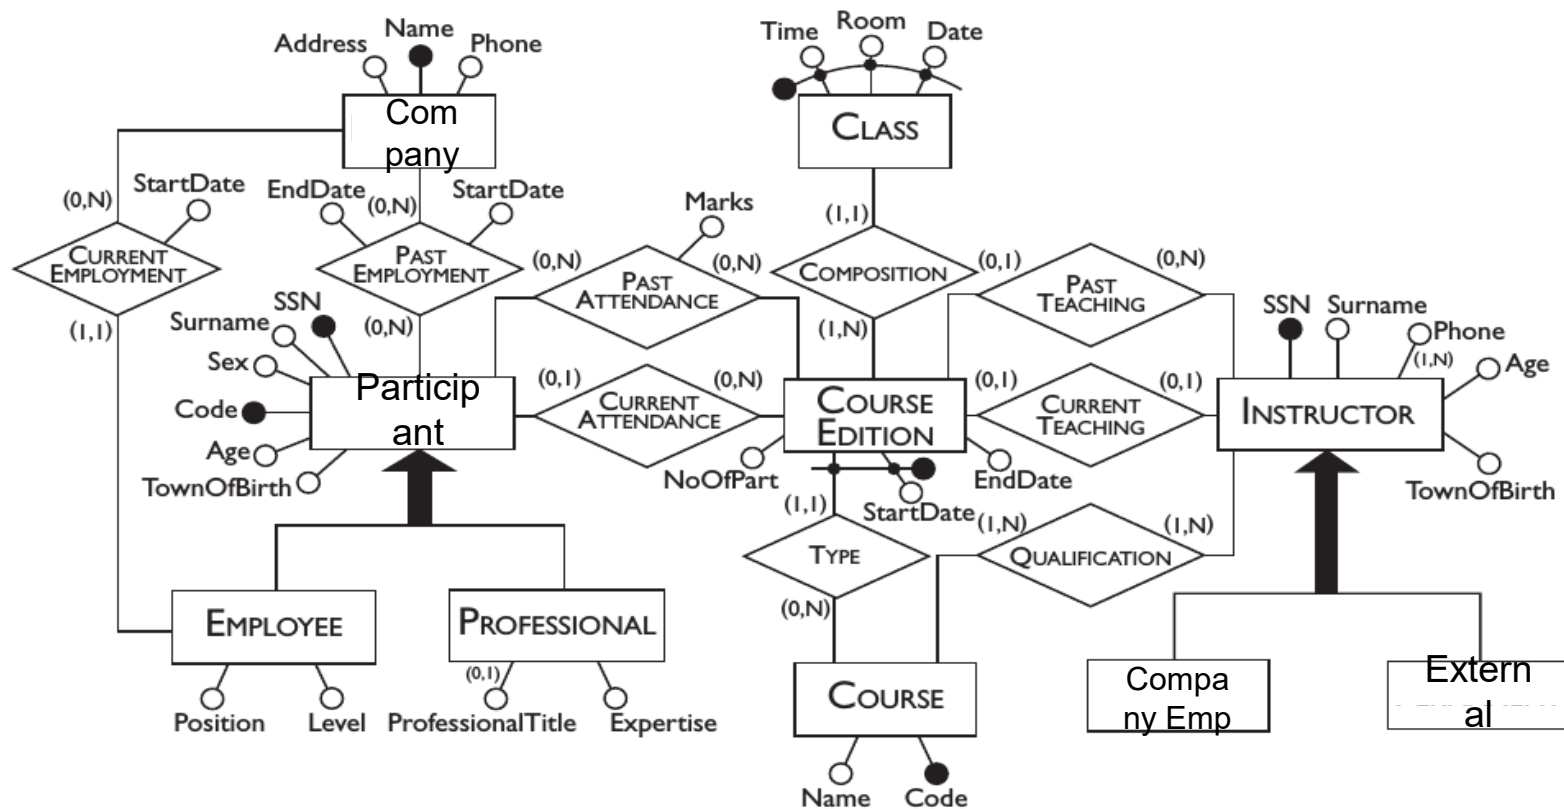 Name
Address
Phone
Com
pany
Time
Room
Date
CLASS
StartDate
EndDate
StartDate
(0,N)
(0,N)
CURRENT
EMPLOYMENT
PAST
EMPLOYMENT
(1,1)
(0,N)
Marks
(0,N)
(0,N)
PAST
ATTENDANCE
(1,1)
COMPOSITION
(1,N)
(0,1)
(0,N)
PAST
TEACHING
SSN
Surname
Sex
Code
Age
TownOfBirth
Particip
ant
(0,1)
(0,N)
CURRENT
ATTENDANCE
COURSE
EDITION
NoOfPart
EndDate
StartDate
(0,1)
(0,1)
CURRENT
TEACHING
SSN
Surname
Phone
(1,N)
Age
INSTRUCTOR
TownOfBirth
(1,1)
TYPE
(0,N)
(1,N)
(1,N)
QUALIFICATION
EMPLOYEE
Position
Level
PROFESSIONAL
(0,1)
ProfessionalTitle
Expertise
COURSE
Name
Code
Compa
ny Emp
Extern
al